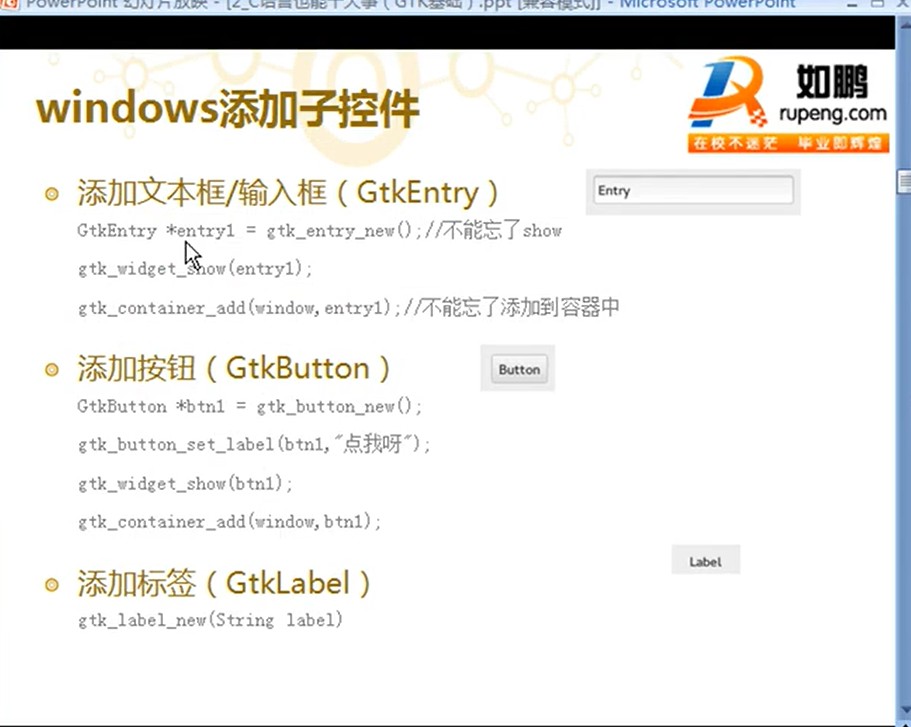 PowerPoint 幻灯片放映 - [2_C语言也能干大事（GTK基础）.ppt [兼容模式]] - Microsoft PowerPoint
如鹏
rupeng.com
在校不迷茫 毕业即辉煌
windows添加子控件
添加文本框/输入框（GtkEntry）
Entry
GtkEntry *entry1 = gtk_entry_new();//不能忘了show
gtk_widget_show(entry1);
gtk_container_add(window,entry1);//不能忘了添加到容器中
添加按钮（GtkButton）
Button
GtkButton *btn1 = gtk_button_new();
gtk_button_set_label(btn1,"点我呀");
gtk_widget_show(btn1);
gtk_container_add(window,btn1);
添加标签（GtkLabel）
Label
gtk_label_new(String label)